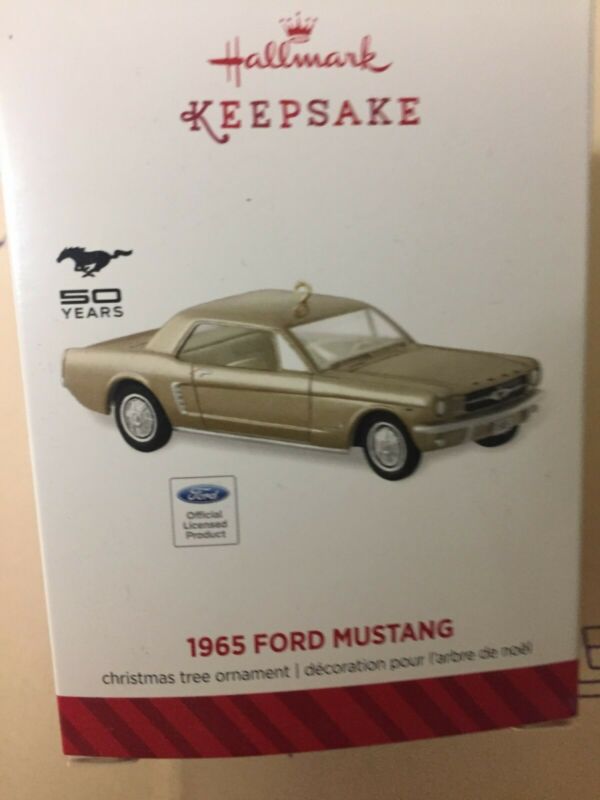 Hallmark
KEEPSAKE
50
YEARS
Ford
Official
Licensed
Product
1965 FORD MUSTANG
christmas tree ornament | décoration pour l'arbre de noël